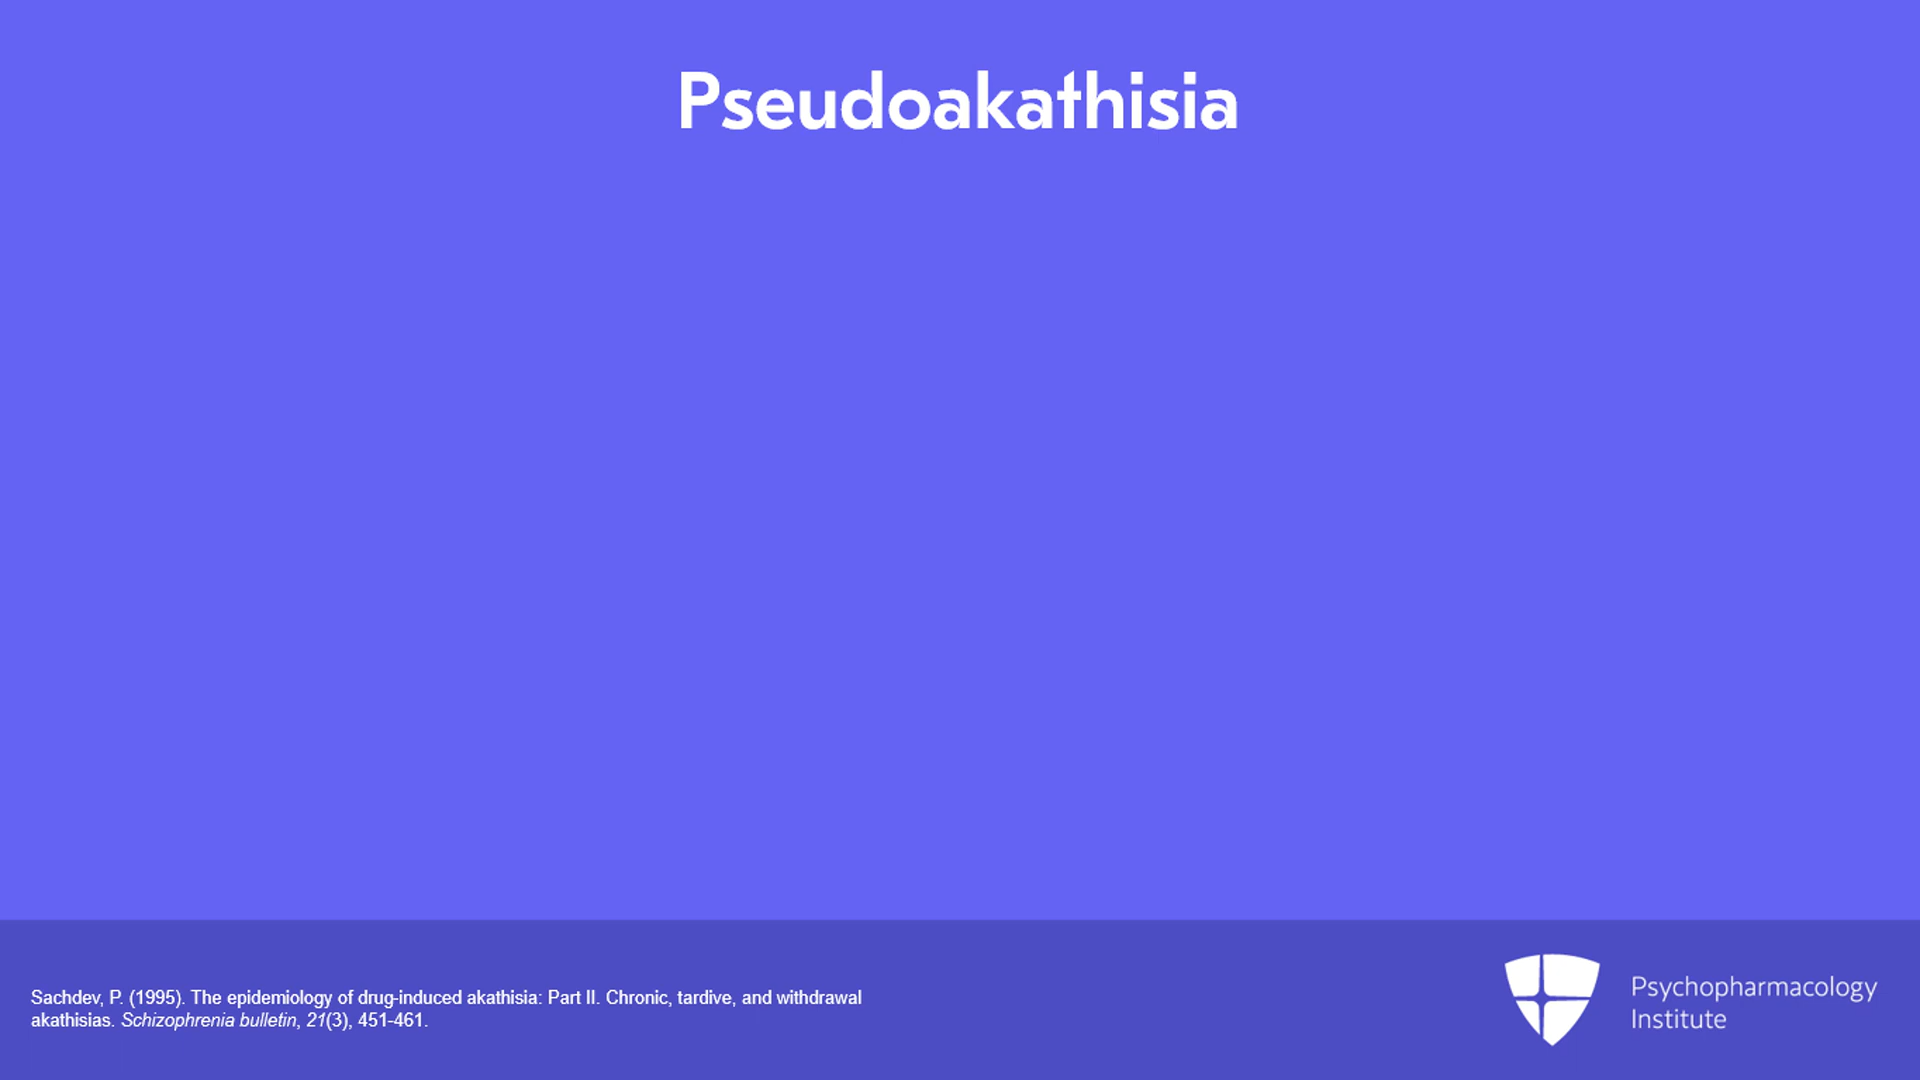 Pseudoakathisia
Sachdev, P. (1995). The epidemiology of drug-induced akathisia: Part II. Chronic, tardive, and withdrawal
akathisias. Schizophrenia bulletin, 21(3), 451-461.
Psychopharmacology
Institute